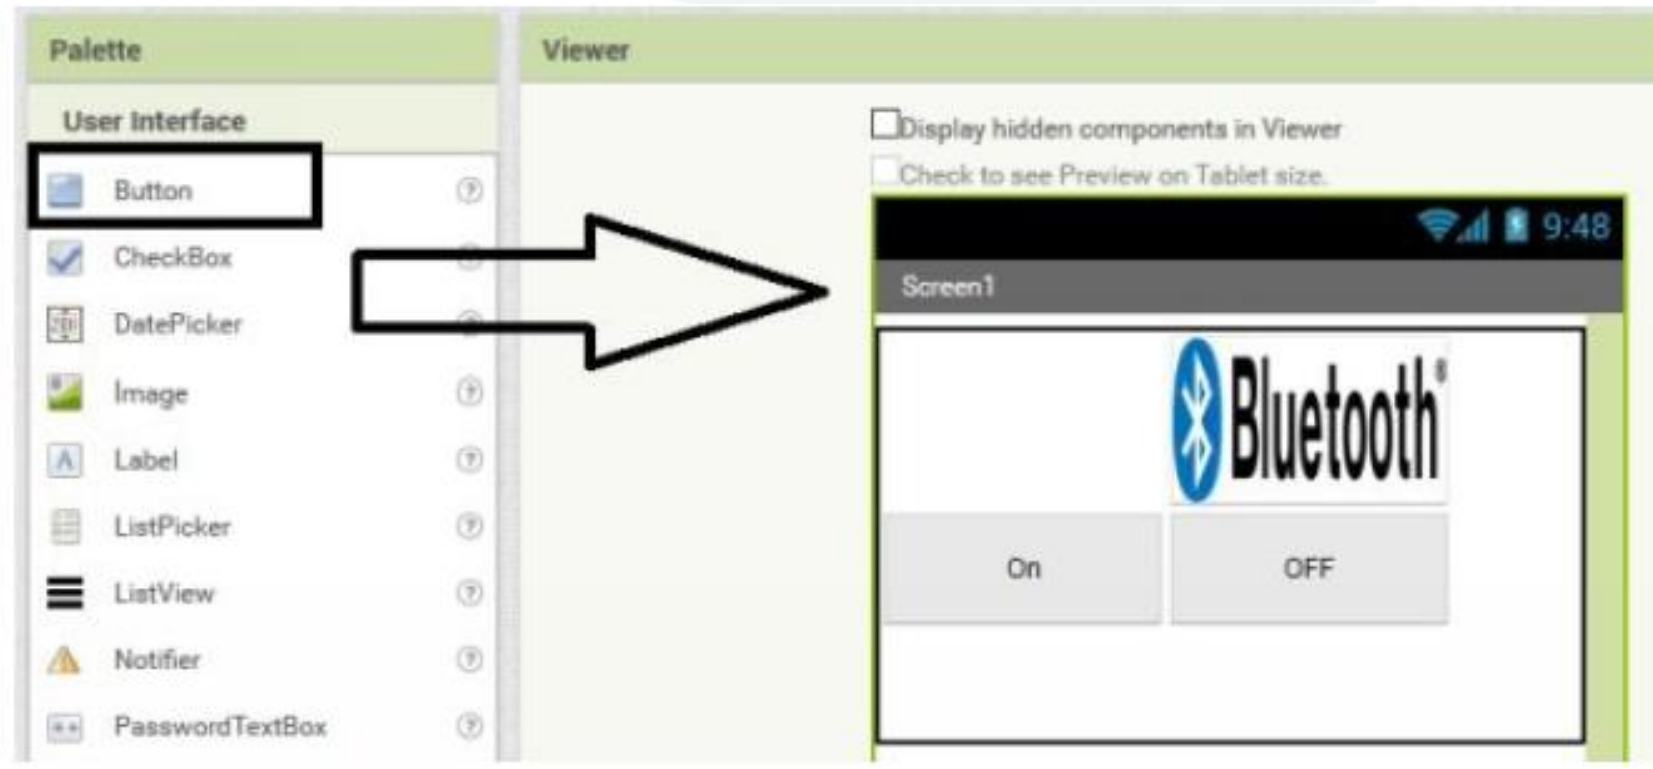 Palette
User Interface
Button
CheckBox
DatePicker
Image
Label
ListPicker
ListView
Notifier
PasswordTextBox
Viewer
Display hidden components in Viewer
Check to see Preview on Tablet size.
9:48
Screen1
Bluetooth®
On
OFF